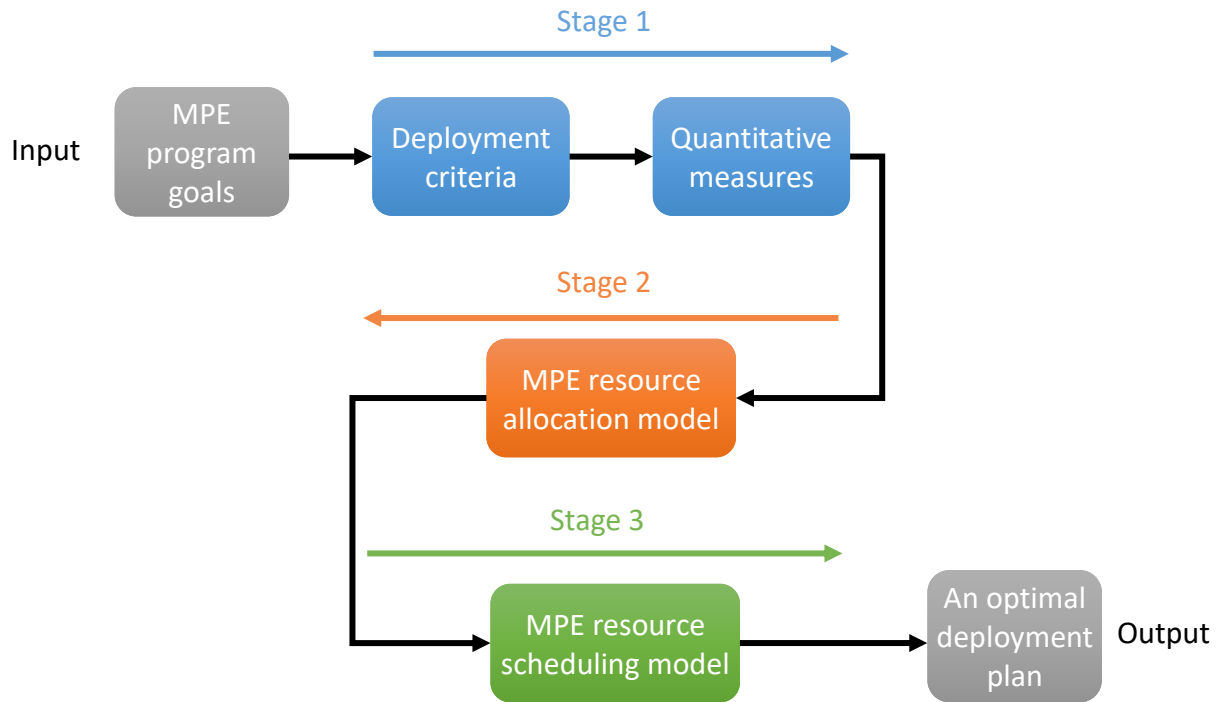 Stage 1
Input
MPE
program
goals
Deployment
criteria
Quantitative
measures
Stage 2
MPE resource
allocation model
Stage 3
MPE resource
scheduling model
An optimal
deployment
plan
Output